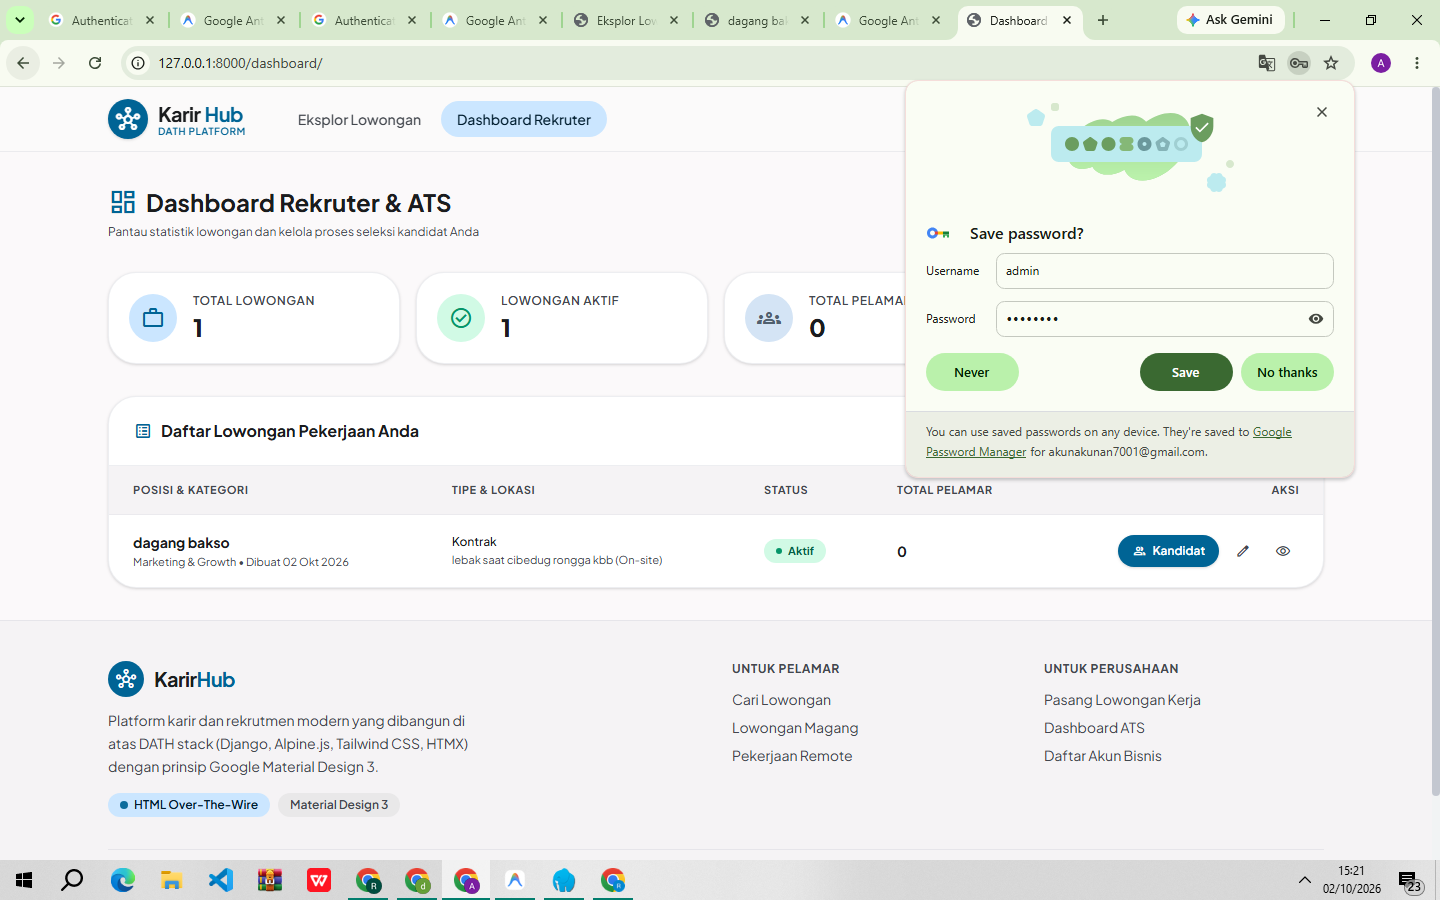 Authenticat
Google Ant
Authenticat
Google Ant
Eksplor Low
dagang bak
Google Ant
Dashboard
Ask Gemini
127.0.0.1:8000/dashboard/
A
Karir Hub
DATH PLATFORM
Eksplor Lowongan
Dashboard Rekruter
Dashboard Rekruter & ATS
Pantau statistik lowongan dan kelola proses seleksi kandidat Anda
TOTAL LOWONGAN
1
LOWONGAN AKTIF
1
TOTAL PELAMA
0
Save password?
Username
admin
Password
••••••••
Never
Save
No thanks
You can use saved passwords on any device. They're saved to Google
Password Manager for akunakunan7001@gmail.com.
Daftar Lowongan Pekerjaan Anda
POSISI & KATEGORI
TIPE & LOKASI
STATUS
TOTAL PELAMAR
AKSI
dagang bakso
Marketing & Growth • Dibuat 02 Okt 2026
Kontrak
lebak saat cibedug rongga kbb (On-site)
Aktif
0
Kandidat
KarirHub
Platform karir dan rekrutmen modern yang dibangun di
atas DATH stack (Django, Alpine.js, Tailwind CSS, HTMX)
dengan prinsip Google Material Design 3.
HTML Over-The-Wire
Material Design 3
UNTUK PELAMAR
Cari Lowongan
Lowongan Magang
Pekerjaan Remote
UNTUK PERUSAHAAN
Pasang Lowongan Kerja
Dashboard ATS
Daftar Akun Bisnis
R
d
A
15:21
02/10/2026
23